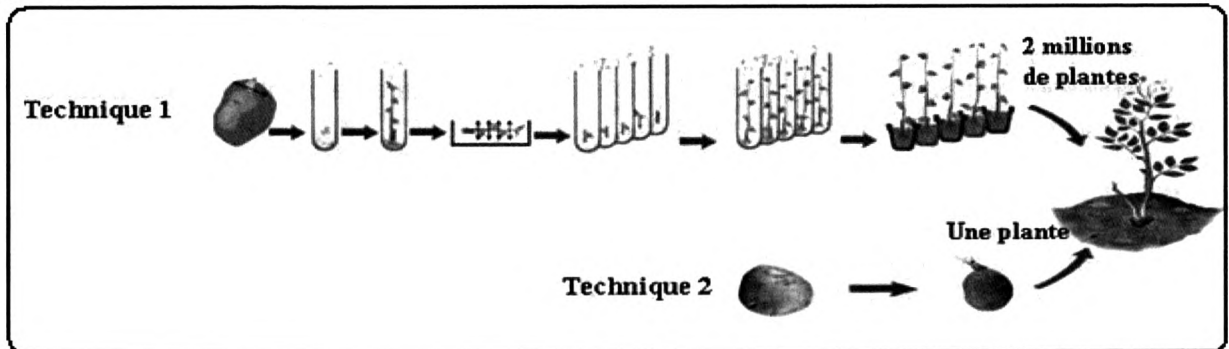 2 millions
de plantes
Technique 1
Une plante
Technique 2